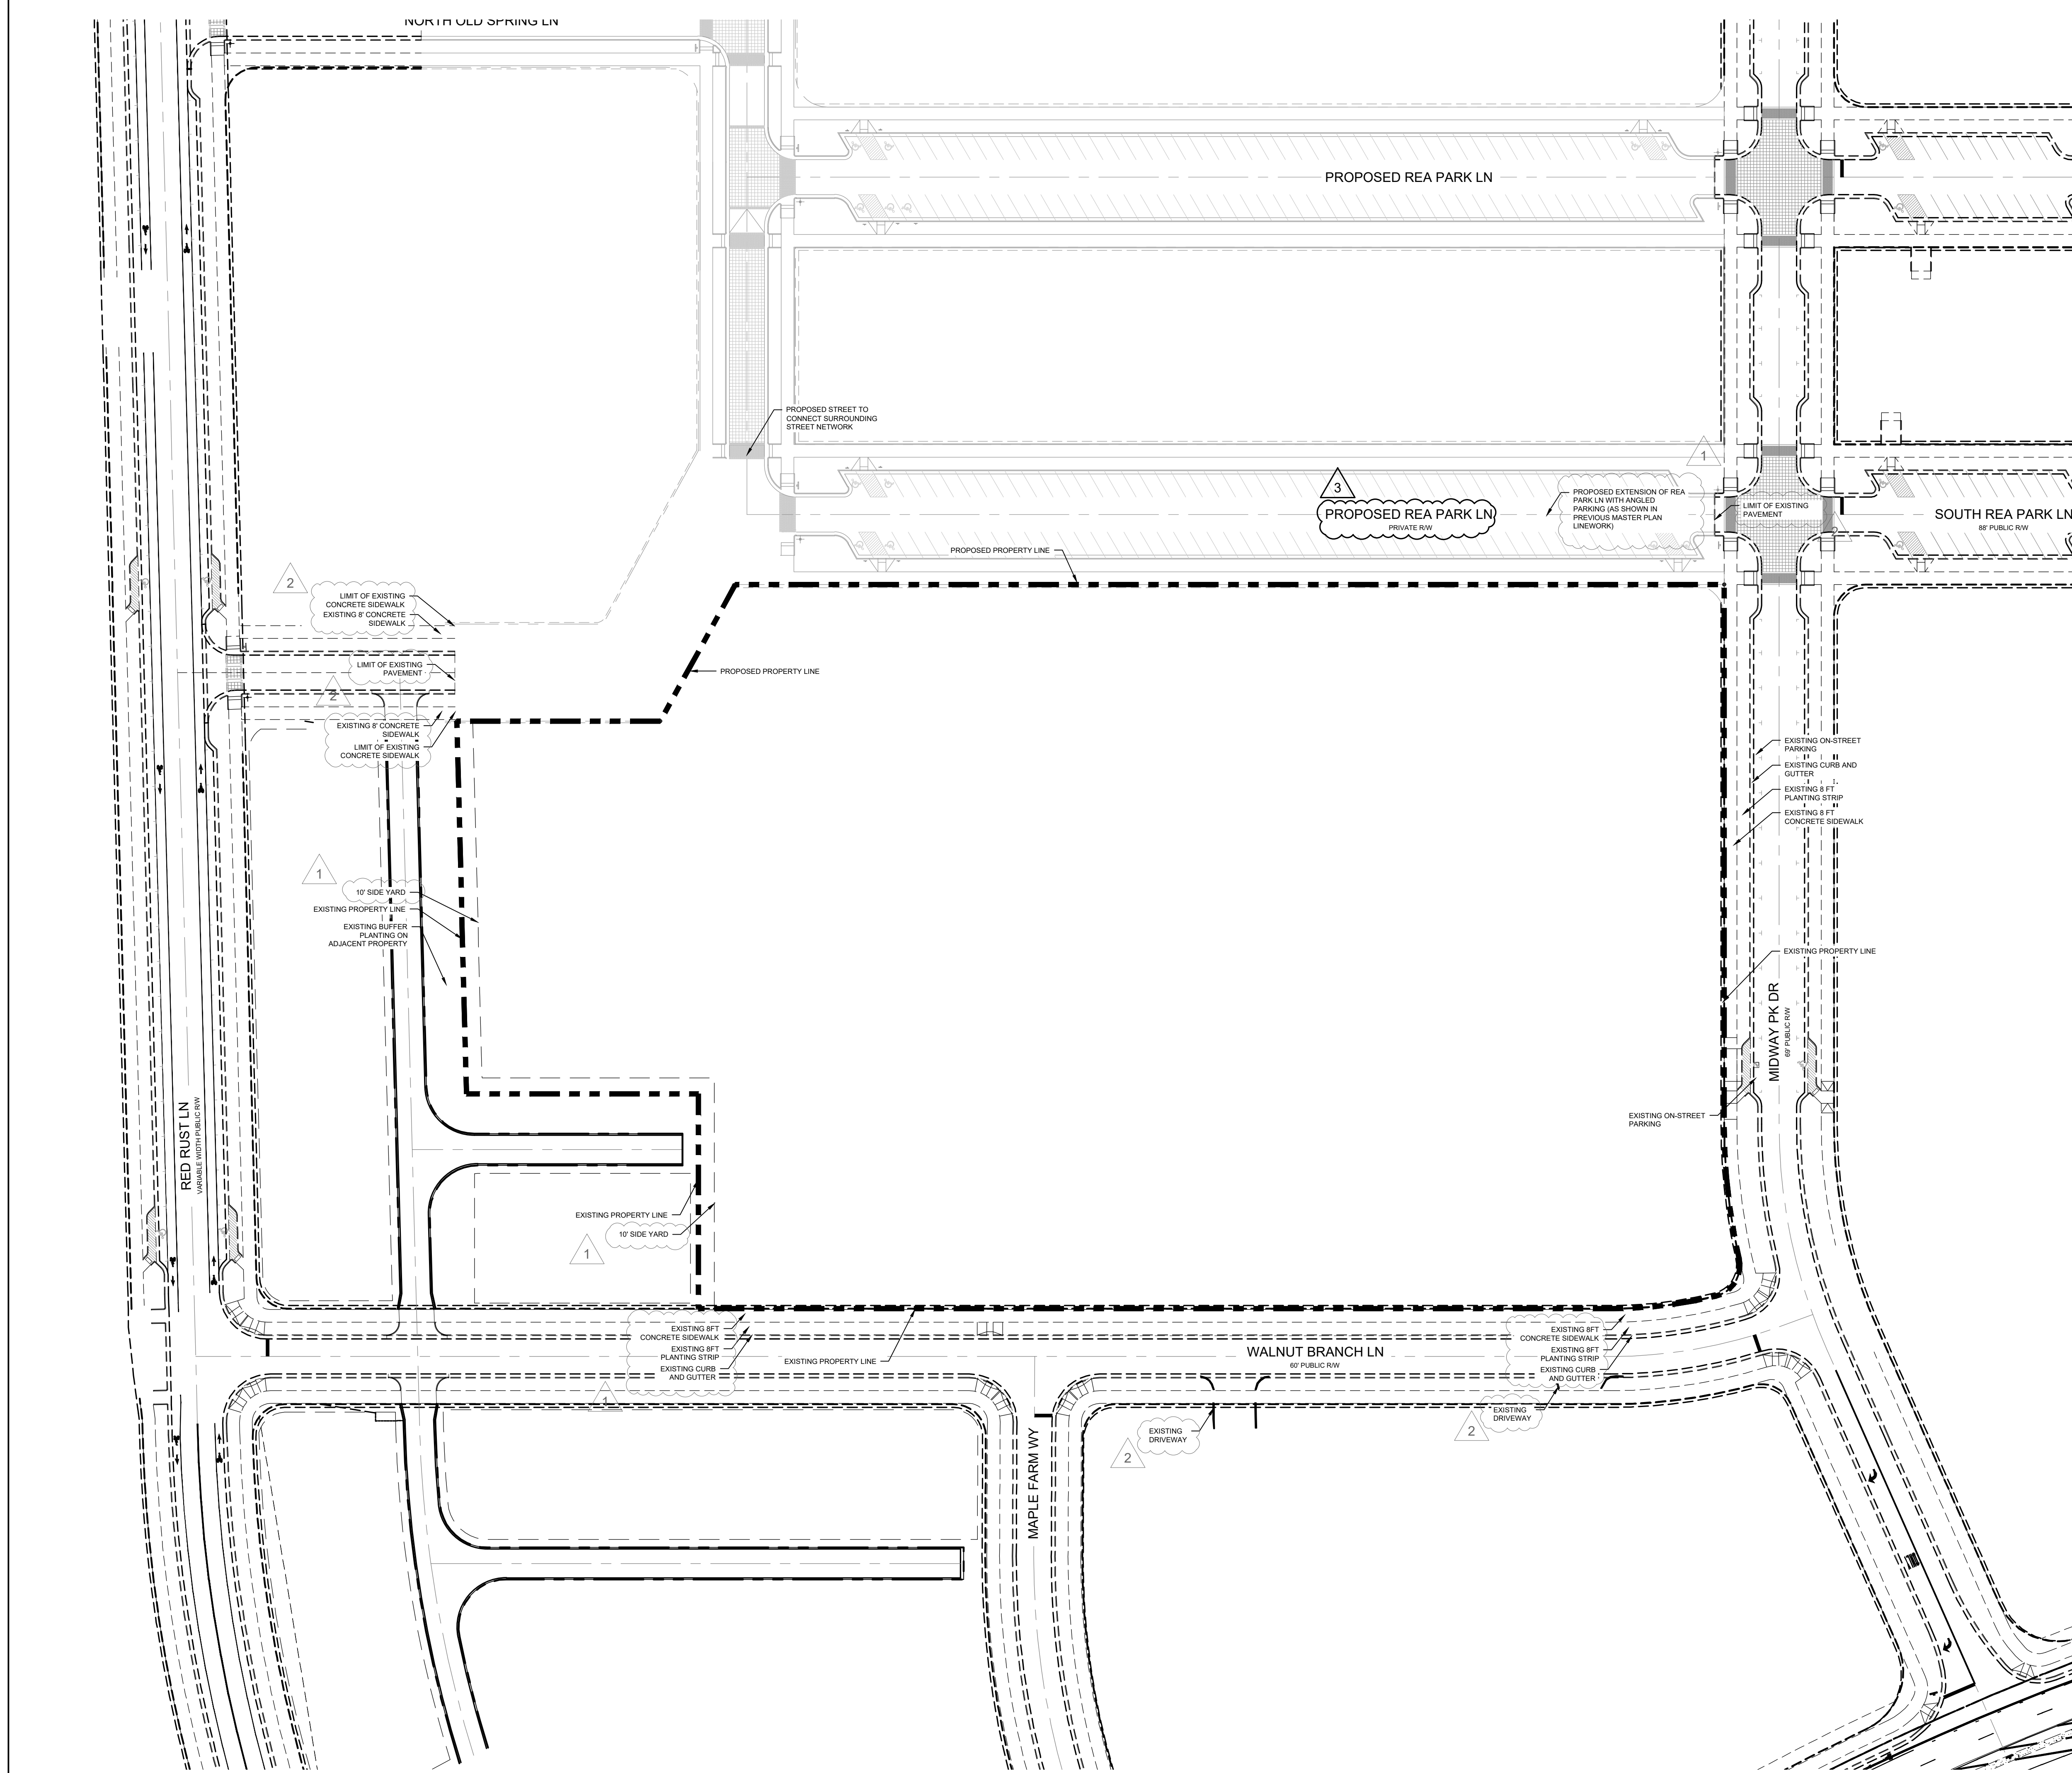 NORTH OLD SPRING LN
PROPOSED REA PARK LN
PROPOSED STREET TO
CONNECT SURROUNDING
STREET NETWORK
1
3
PROPOSED REA PARK LN
PRIVATE R/W
PROPOSED EXTENSION OF REA
PARK LN WITH ANGLED
PARKING (AS SHOWN IN
PREVIOUS MASTER PLAN
LINEWORK)
LIMIT OF EXISTING
PAVEMENT
2
SOUTH REA PARK LN
88' PUBLIC R/W
PROPOSED PROPERTY LINE
2
LIMIT OF EXISTING
CONCRETE SIDEWALK
EXISTING 8' CONCRETE
SIDEWALK
LIMIT OF EXISTING
PAVEMENT
2
PROPOSED PROPERTY LINE
EXISTING 8' CONCRETE
SIDEWALK
LIMIT OF EXISTING
CONCRETE SIDEWALK
EXISTING ON-STREET
PARKING
EXISTING CURB AND
GUTTER
EXISTING 8 FT
PLANTING STRIP
EXISTING 8 FT
CONCRETE SIDEWALK
1
10' SIDE YARD
EXISTING PROPERTY LINE
EXISTING BUFFER
PLANTING ON
ADJACENT PROPERTY
EXISTING PROPERTY LINE
MIDWAY PK DR
69' PUBLIC R/W
EXISTING ON-STREET
PARKING
RED RUST LN
VARIABLE WIDTH PUBLIC R/W
EXISTING PROPERTY LINE
10' SIDE YARD
1
EXISTING 8FT
CONCRETE SIDEWALK
EXISTING 8FT
PLANTING STRIP
EXISTING CURB
AND GUTTER
1
EXISTING PROPERTY LINE
WALNUT BRANCH LN
60' PUBLIC R/W
EXISTING 8FT
CONCRETE SIDEWALK
EXISTING 8FT
PLANTING STRIP
EXISTING CURB
AND GUTTER
EXISTING
DRIVEWAY
2
EXISTING
DRIVEWAY
2
MAPLE FARM WY